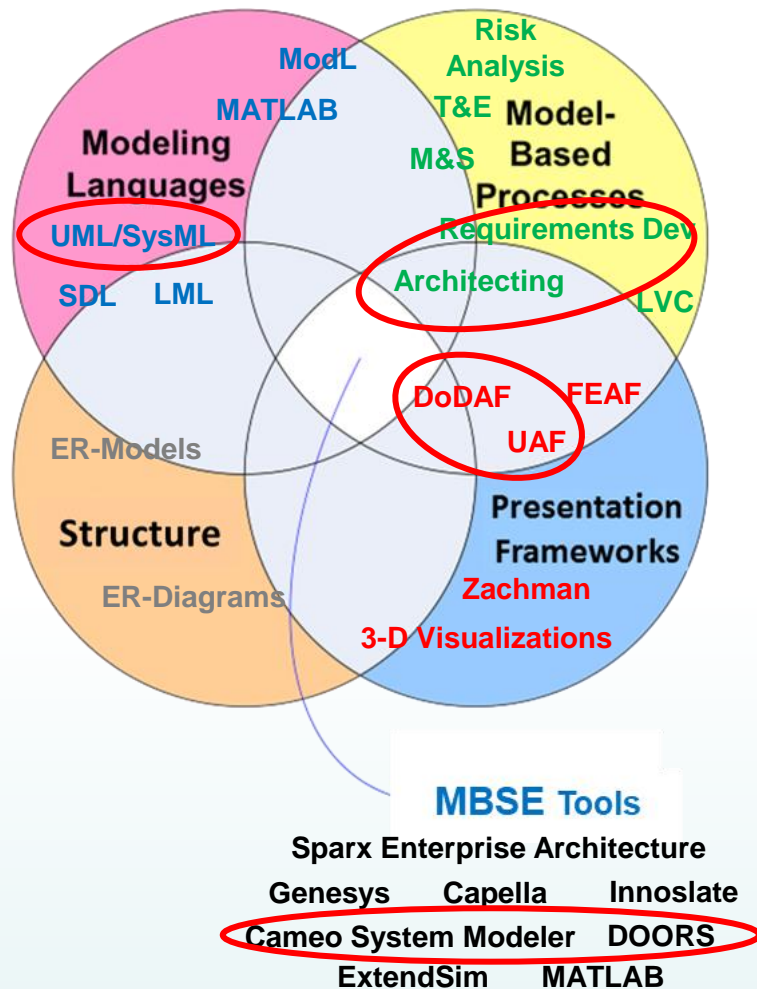 ModL
Risk
Analysis
MATLAB
T&E
Modeling
Languages
M&S
Model-
Based
Processes
UML/SysML
Requirements Dev
SDL
LML
Architecting
LVC
DoDAF
FEAF
UAF
ER-Models
Structure
ER-Diagrams
Presentation
Frameworks
Zachman
3-D Visualizations
MBSE Tools
Sparx Enterprise Architecture
Genesys Capella Innoslate
Cameo System Modeler DOORS
ExtendSim MATLAB